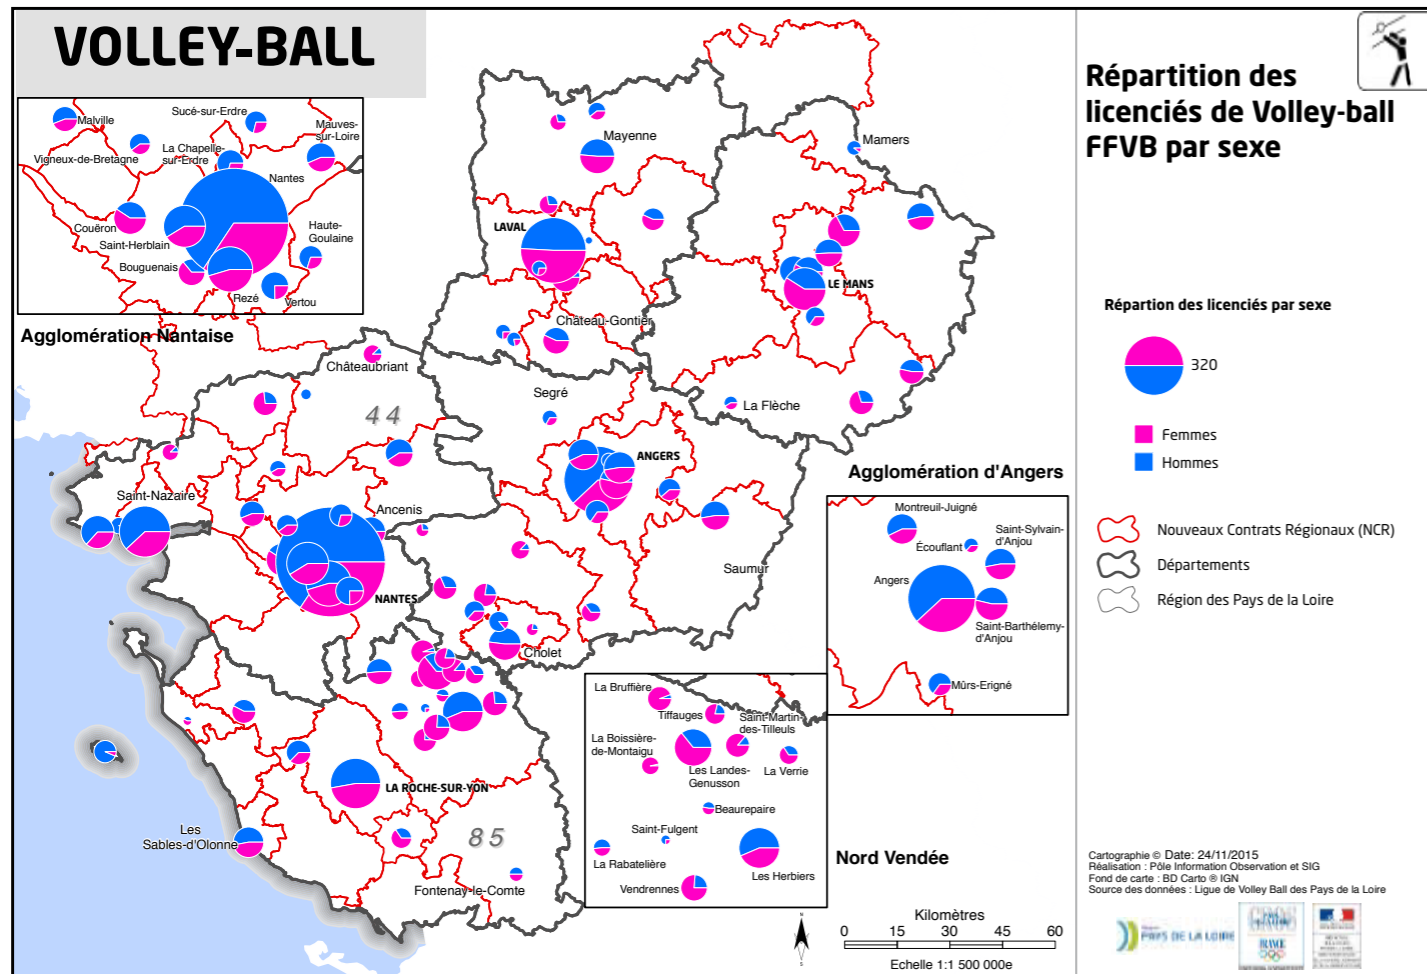 VOLLEY-BALL
Répartition des
licenciés de Volley-ball
FFVB par sexe
Malville
Sucé-sur-Erdre
Mauves-
sur-Loire
Vigneux-de-Bretagne
La Chapelle-
sur-Erdre
Nantes
Couëron
Saint-Herblain
Haute-
Goulaine
Bouguenais
Rezé
Vertou
Agglomération Nantaise
Mayenne
Mamers
LAVAL
LE MANS
Château-Gontier
Châteaubriant
Segré
La Flèche
44
ANGERS
Saint-Nazaire
Ancenis
NANTES
Saumur
Cholet
LA ROCHE-SUR-YON
Les
Sables-d'Olonne
85
Fontenay-le-Comte
Agglomération d'Angers
Montreuil-Juigné
Saint-Sylvain-
d'Anjou
Écouflant
Angers
Saint-Barthélemy-
d'Anjou
Mûrs-Erigné
La Bruffière
Tiffauges
Saint-Martin-
des-Tilleuls
La Boissière-
de-Montaigu
Les Landes-
Genusson
La Verrie
Beaurepaire
Saint-Fulgent
La Rabatelière
Les Herbiers
Vendrennes
Nord Vendée
Répartion des licenciés par sexe
320
Femmes
Hommes
Nouveaux Contrats Régionaux (NCR)
Départements
Région des Pays de la Loire
N
S
Kilomètres
0 15 30 45 60
Echelle 1:1 500 000e
Cartographie © Date: 24/11/2015
Réalisation : Pôle Information Observation et SIG
Fond de carte : BD Carto ® IGN
Source des données : Ligue de Volley Ball des Pays de la Loire
PAYS DE LA LOIRE
CROS
FRANCE